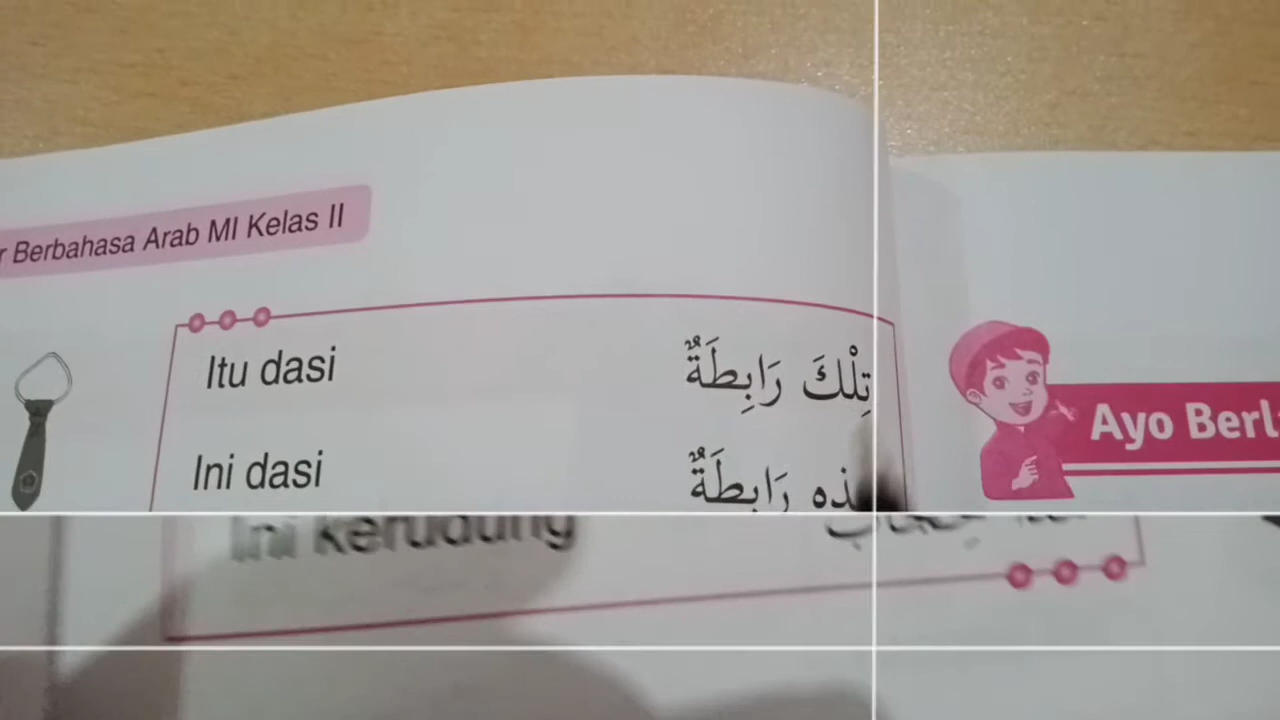 r Berbahasa Arab MI Kelas II
Itu dasi تِلْكَ رَابِطَةٌ
Ini dasi رَابِطَةٌ
Ini kerudung
Ayo Berl